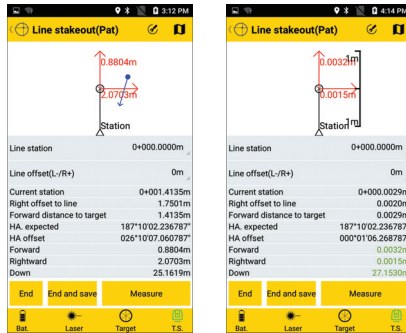 3:12 PM
Line stakeout(Pat)
0.8804m
2.0703m
Station
Line station
0+000.0000m
Line offset(L-/R+)
0m
Current station
0+001.4135m
Right offset to line
1.7501m
Forward distance to target
1.4135m
HA. expected
187°10'02.236787"
HA offset
026°10'07.060787"
Forward
0.8804m
Rightward
2.0703m
Down
25.1619m
End
End and save
Measure
Bat.
Laser
Target
T.S.
4:14 PM
Line stakeout(Pat)
0.0032m
1m
0.0015m
Station
1m
Line station
0+000.0000m
Line offset(L-/R+)
0m
Current station
0+000.0029m
Right offset to line
0.0020m
Forward distance to target
0.0029m
HA. expected
187°10'02.236787"
HA offset
000°01'06.268787"
Forward
0.0032m
Rightward
0.0015m
Down
27.1530m
End
End and save
Measure
Bat.
Laser
Target
T.S.